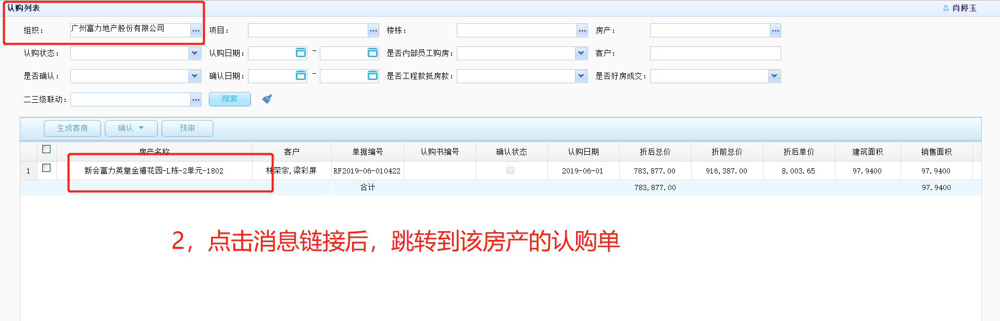 认购列表
肖婷玉
组织： 广州富力地产股份有限公司 ... 项目： ... 楼栋： ... 房产： ...
认购状态： 认购日期： - 是否内部员工购房： 客户：
是否确认： 确认日期： - 是否工程款抵房款： 是否好房成交：
二三级联动： ... 搜索
生成客商 确认 预审
房产名称 客户 单据编号 认购书编号 确认状态 认购日期 折后总价 折前总价 折后单价 建筑面积 销售面积
1 新会富力英皇金禧花园-L栋-2单元-1802 林荣宗,梁彩屏 RF2019-06-010422 2019-06-01 783,877.00 916,387.00 8,003.65 97.9400 97.9400
合计 783,877.00 97.9400
2，点击消息链接后，跳转到该房产的认购单